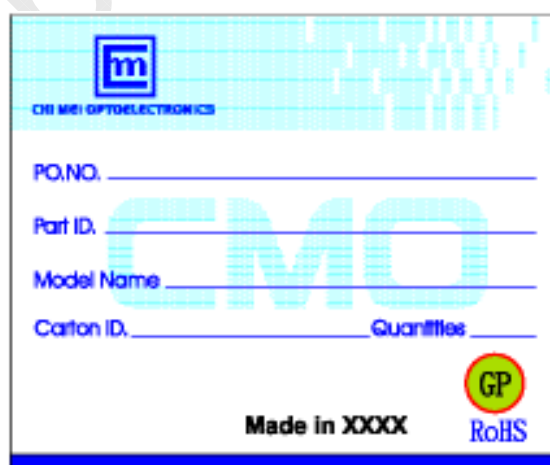 m
CHI MEI OPTOELECTRONICS
PO.NO.
Part ID.
CMO
Model Name
Carton ID. Quantities
GP
Made in XXXX RoHS